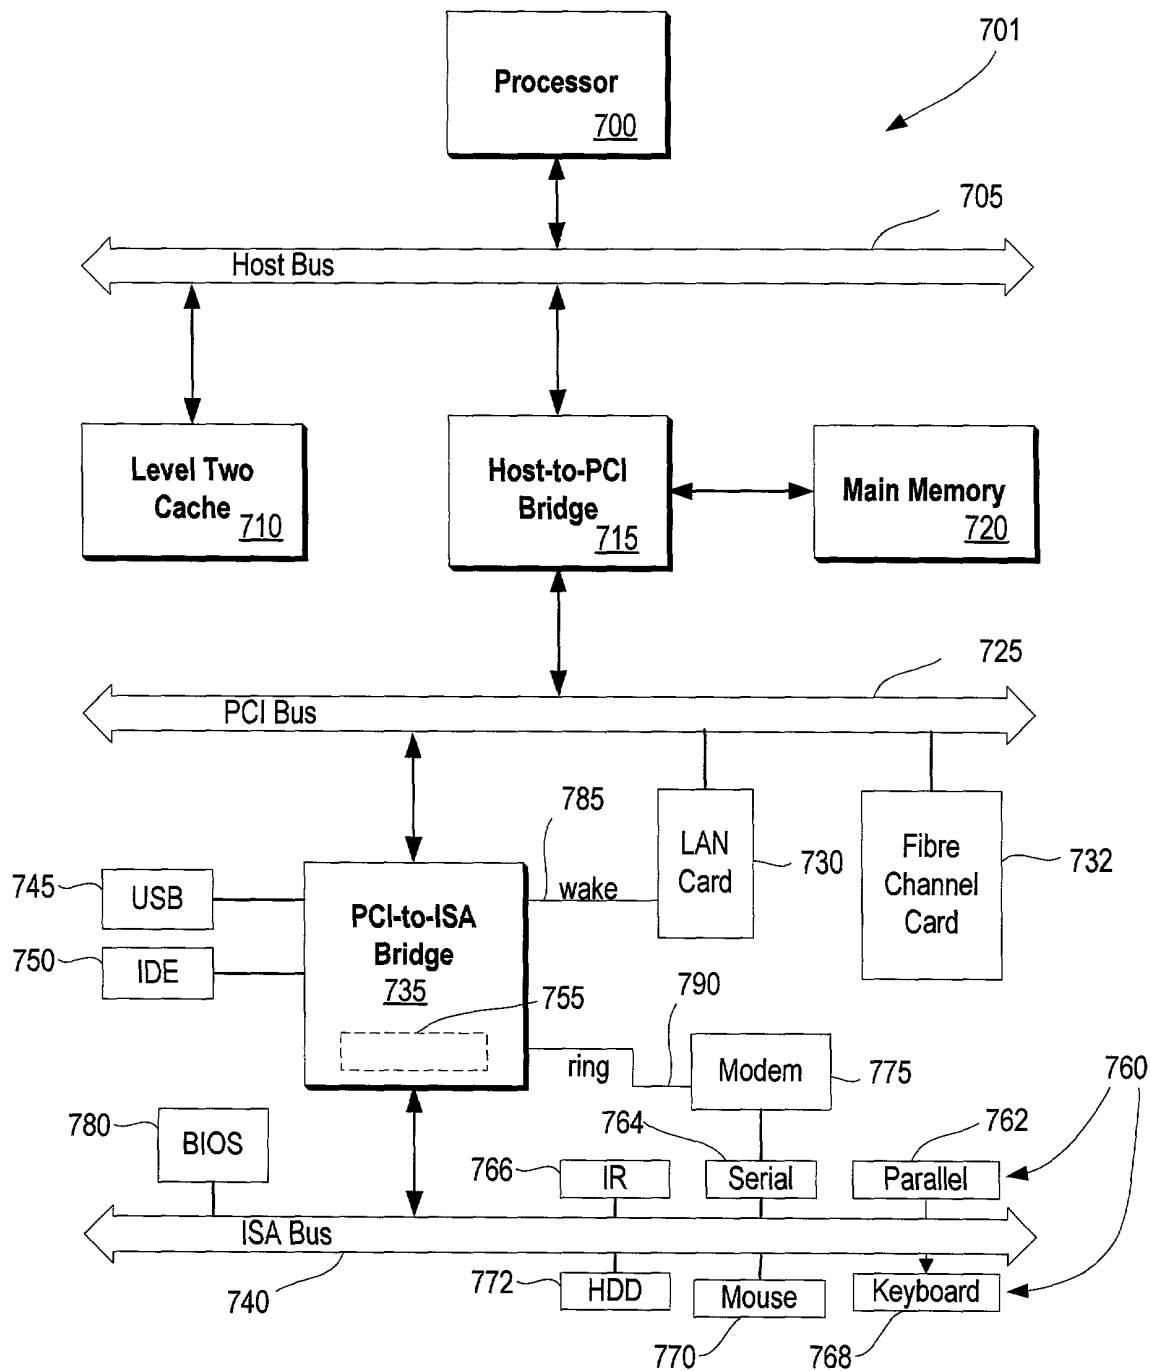 701
Processor
700
705
Host Bus
Level Two
Cache
710
Host-to-PCI
Bridge
715
Main Memory
720
725
PCI Bus
785
LAN
Card
730
Fibre
Channel
Card
732
745
USB
wake
PCI-to-ISA
Bridge
735
750
IDE
755
790
ring
Modem
775
760
780
BIOS
764
762
766
IR
Serial
Parallel
ISA Bus
740
772
HDD
Mouse
Keyboard
770
768